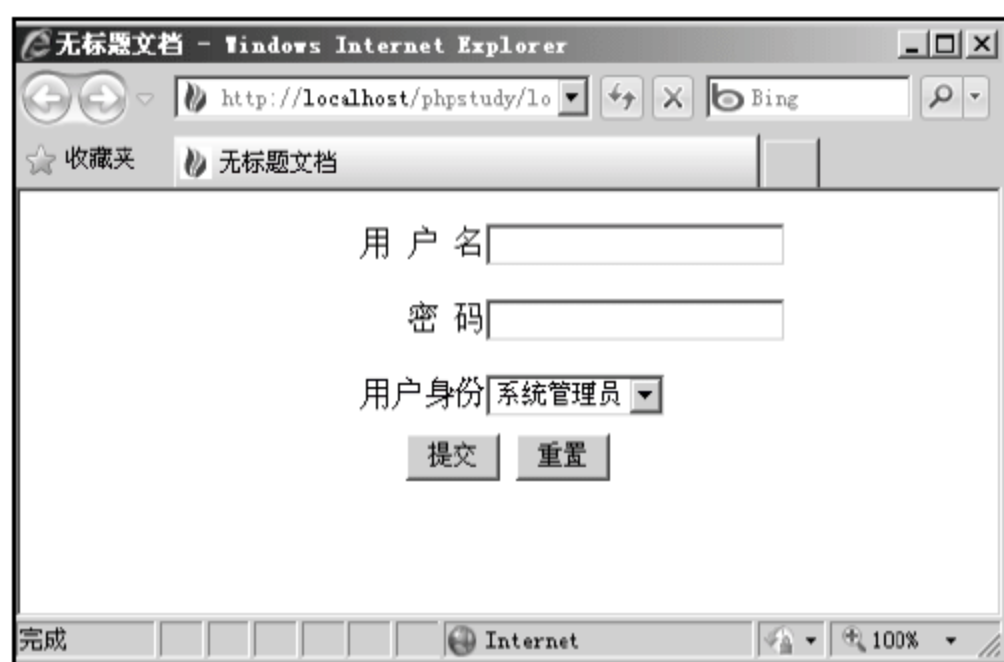 无标题文档 - Windows Internet Explorer
http://localhost/phpstudy/lo
Bing
收藏夹
无标题文档
用 户 名
密 码
用户身份 系统管理员
提交 重置
完成
Internet
100%